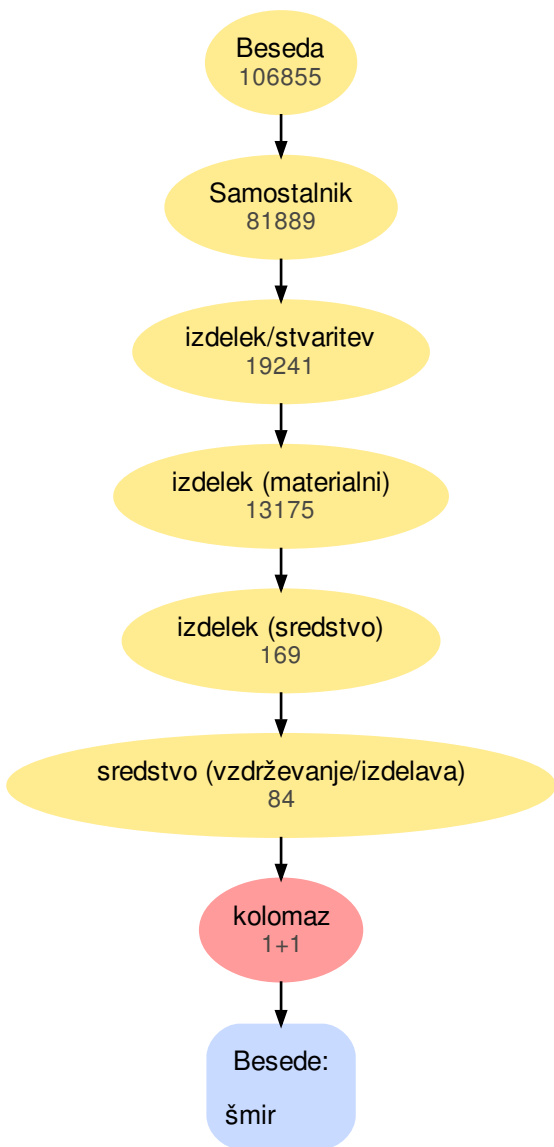 Beseda
106855
Samostalnik
81889
izdelek/stvaritev
19241
izdelek (materialni)
13175
izdelek (sredstvo)
169
sredstvo (vzdrževanje/izdelava)
84
kolomaz
1+1
Besede:
šmir